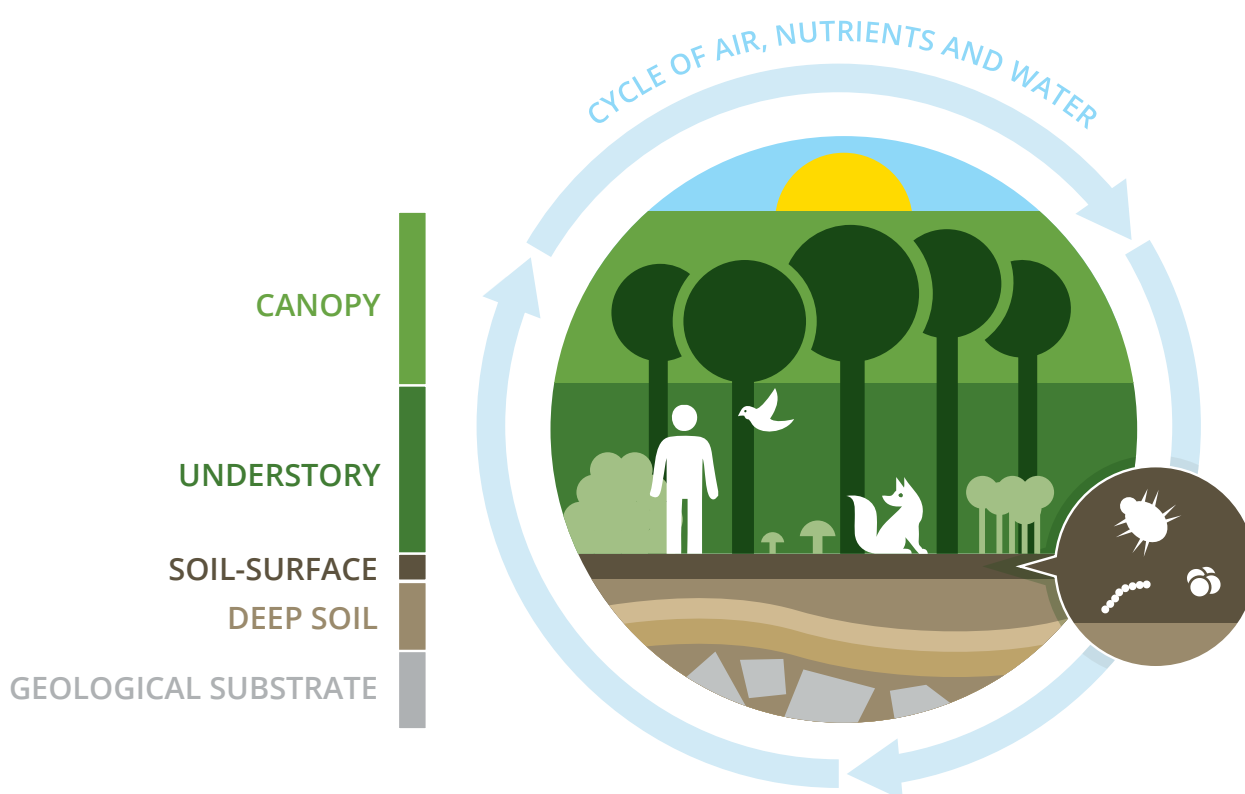 CYCLE OF AIR, NUTRIENTS AND WATER
CANOPY
UNDERSTORY
SOIL-SURFACE
DEEP SOIL
GEOLOGICAL SUBSTRATE